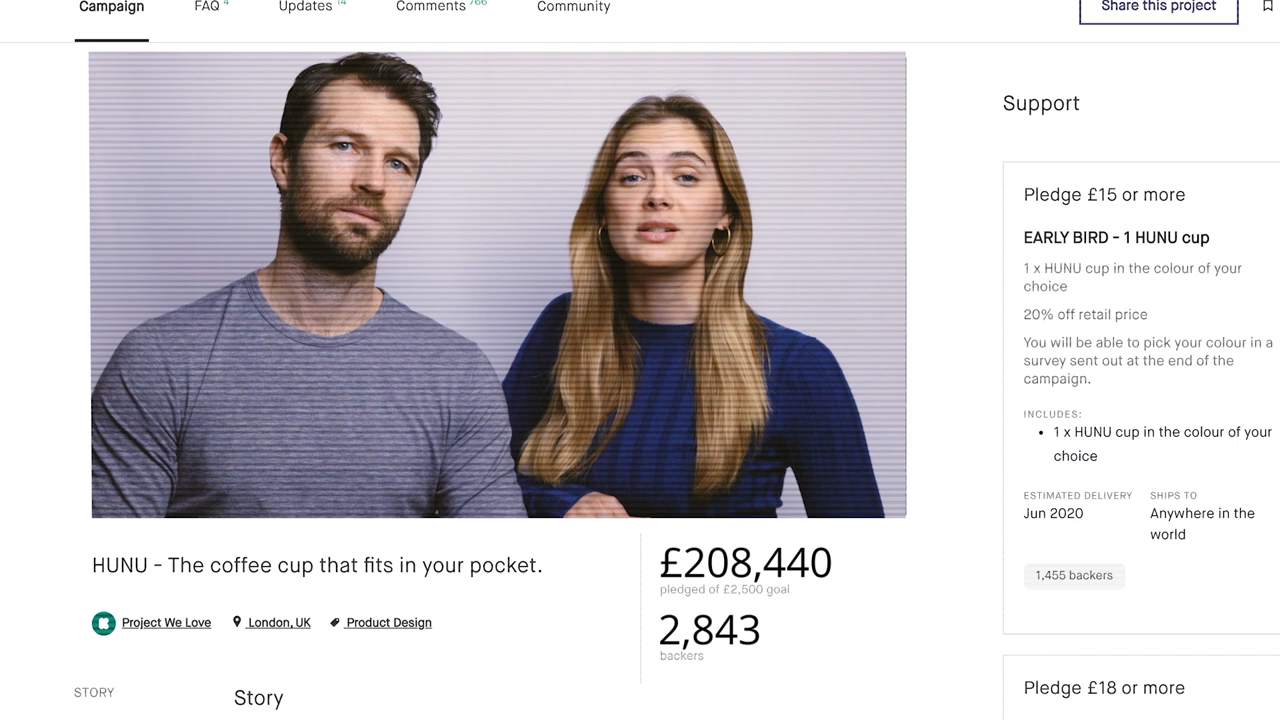 Campaign FAQ 4 Updates 14 Comments 766 Community Share this project
Support
Pledge £15 or more
EARLY BIRD - 1 HUNU cup
1 x HUNU cup in the colour of your
choice
20% off retail price
You will be able to pick your colour in a
survey sent out at the end of the
campaign.
INCLUDES:
• 1 x HUNU cup in the colour of your
choice
ESTIMATED DELIVERY SHIPS TO
Jun 2020 Anywhere in the
world
1,455 backers
HUNU - The coffee cup that fits in your pocket.
Project We Love London, UK Product Design
£208,440
pledged of £2,500 goal
2,843
backers
STORY Story
Pledge £18 or more